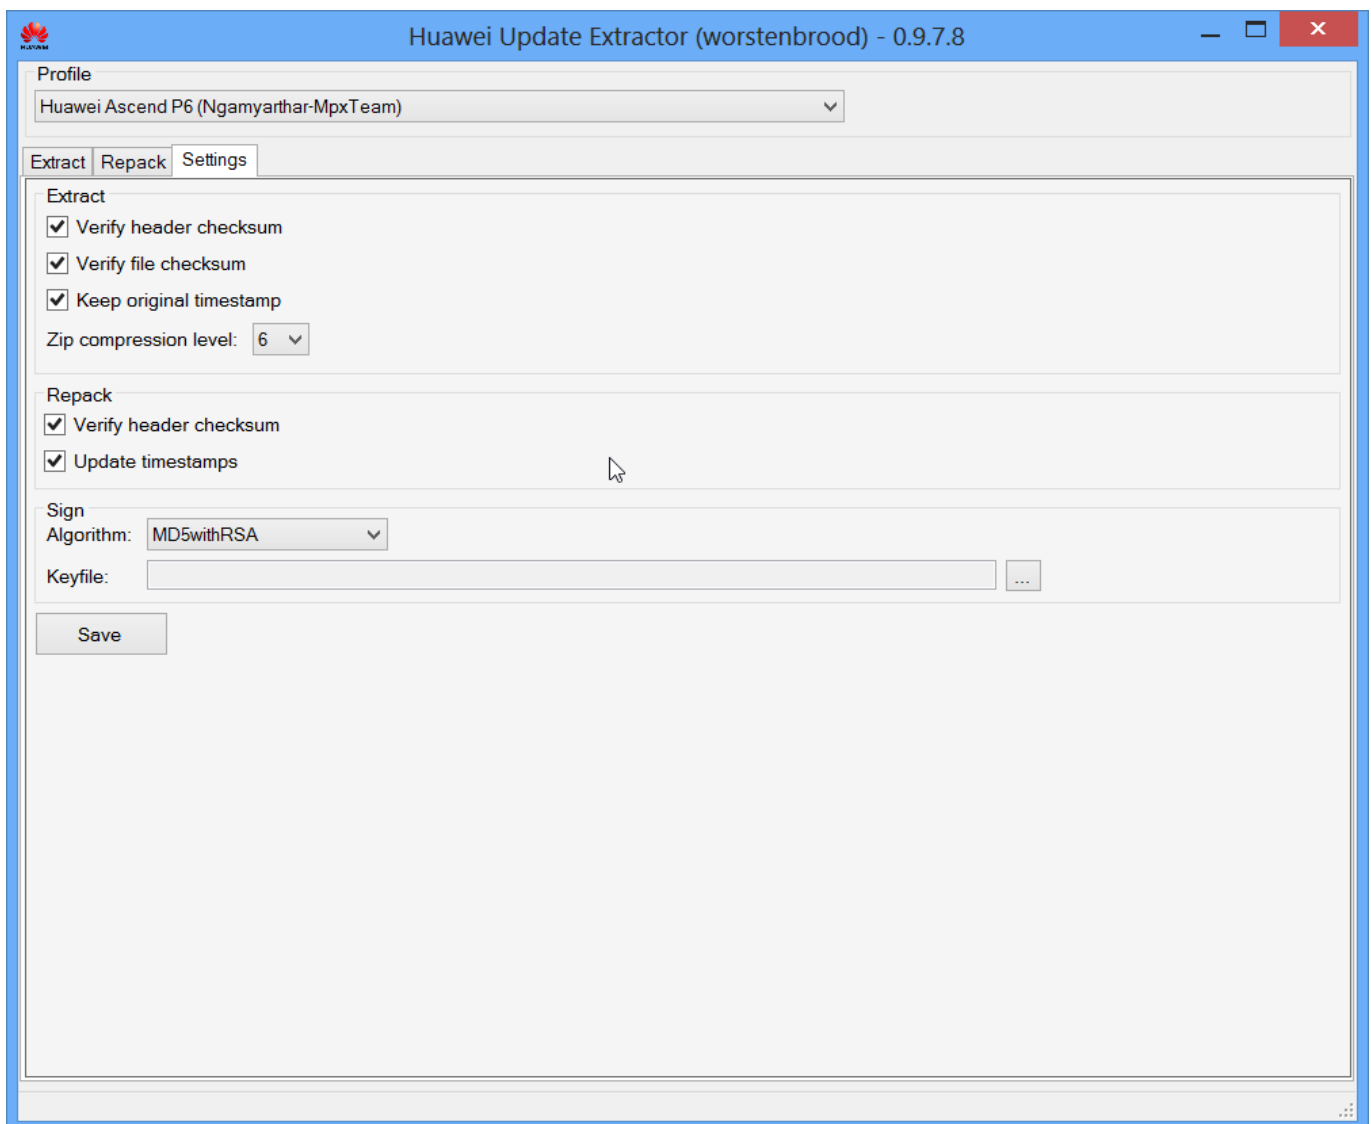 HUAWEI
Huawei Update Extractor (worstenbrood) - 0.9.7.8
Profile
Huawei Ascend P6 (Ngamyarthar-MpxTeam)
Extract Repack Settings
Extract
Verify header checksum
Verify file checksum
Keep original timestamp
Zip compression level: 6
Repack
Verify header checksum
Update timestamps
Sign
Algorithm: MD5withRSA
Keyfile: ...
Save